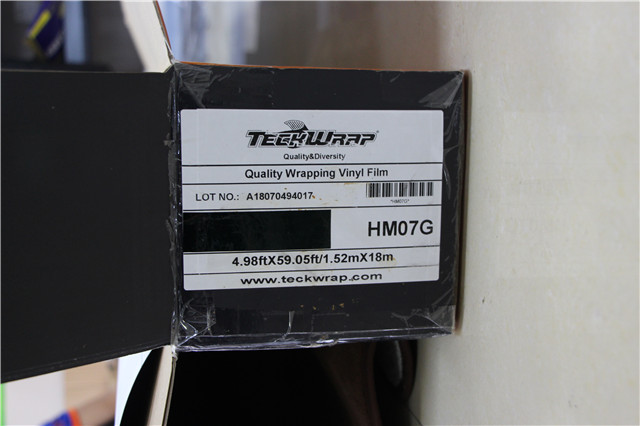 TECKWRAP
Quality&Diversity
Quality Wrapping Vinyl Film
LOT NO.: A18070494017
*HM07G*
HM07G
4.98ftX59.05ft/1.52mX18m
www.teckwrap.com